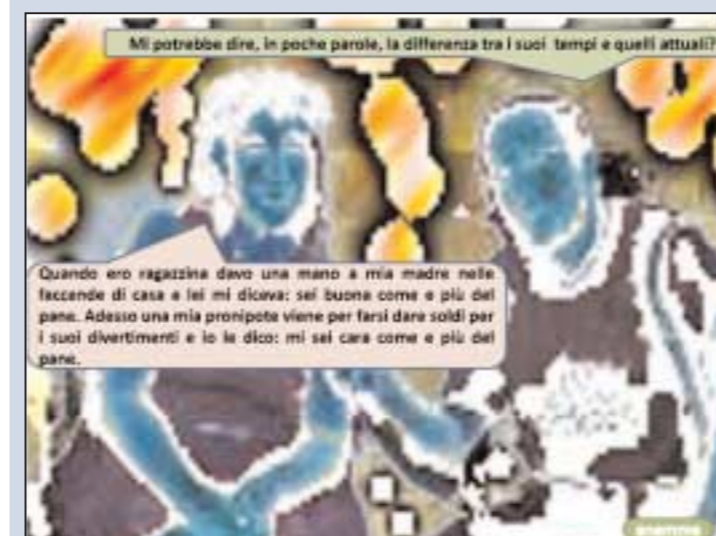 Mi potrebbe dire, in poche parole, la differenza tra i suoi tempi e quelli attuali?
Quando ero ragazzina davo una mano a mia madre nelle
faccende di casa e lei mi diceva: sei buona come e più del
pane. Adesso una mia pronipote viene per farsi dare soldi per
i suoi divertimenti e io le dico: mi sei cara come e più del
pane.